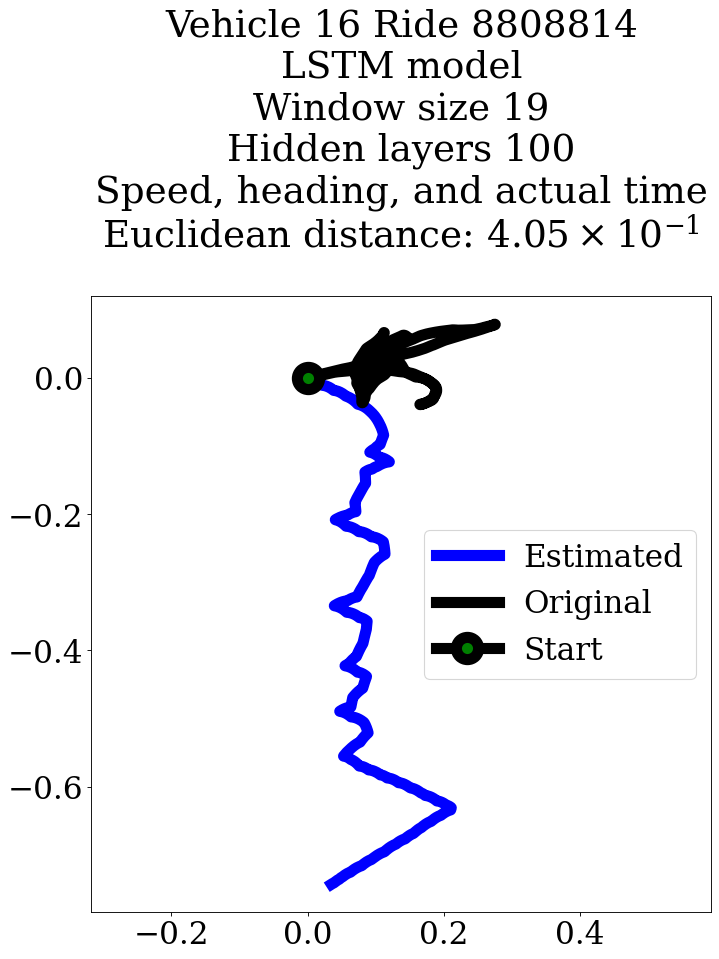 Vehicle 16 Ride 8808814
LSTM model
Window size 19
Hidden layers 100
Speed, heading, and actual time
Euclidean distance: 4.05 × 10⁻¹
0.0
−0.2
−0.4
−0.6
Estimated
Original
Start
−0.2 0.0 0.2 0.4